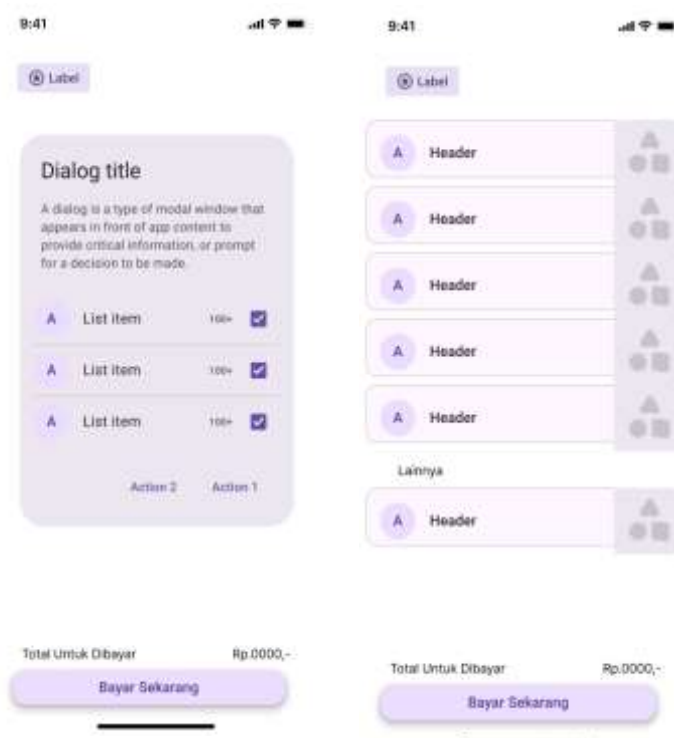 9:41
Label
Dialog title
A dialog is a type of modal window that
appears in front of app content to
provide critical information, or prompt
for a decision to be made.
A List item 100+
A List item 100+
A List item 100+
Action 2 Action 1
Total Untuk Dibayar Rp.0000,-
Bayar Sekarang
9:41
Label
A Header
A Header
A Header
A Header
A Header
Lainnya
A Header
Total Untuk Dibayar Rp.0000,-
Bayar Sekarang